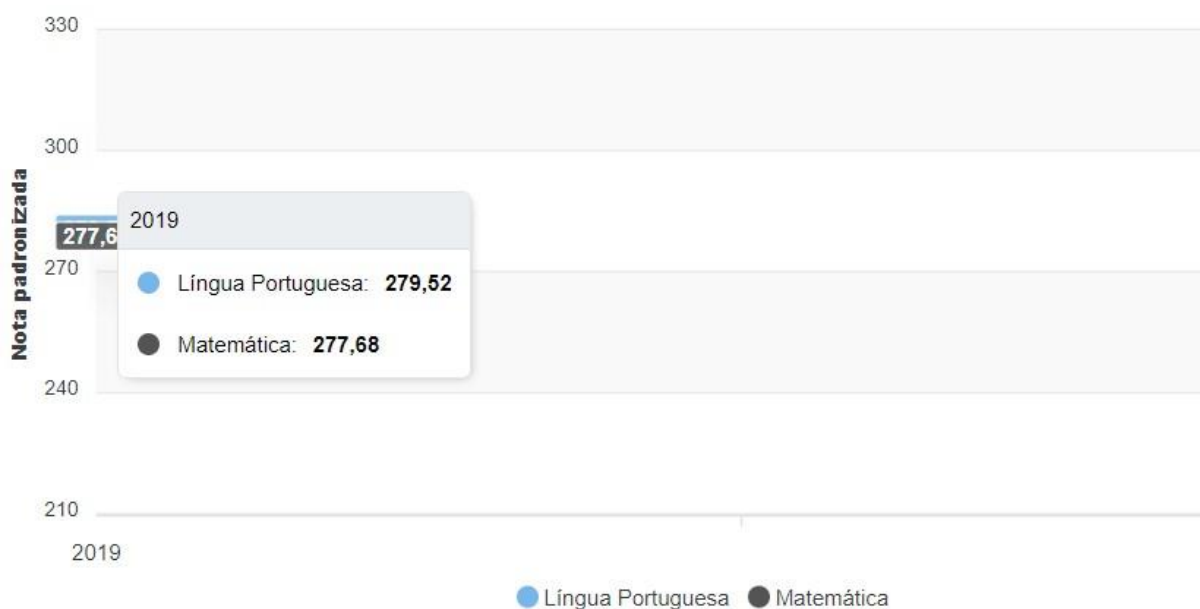 330
300
Nota padronizada
2019
277,6
270
Língua Portuguesa: 279,52
Matemática: 277,68
240
210
2019
Língua Portuguesa Matemática